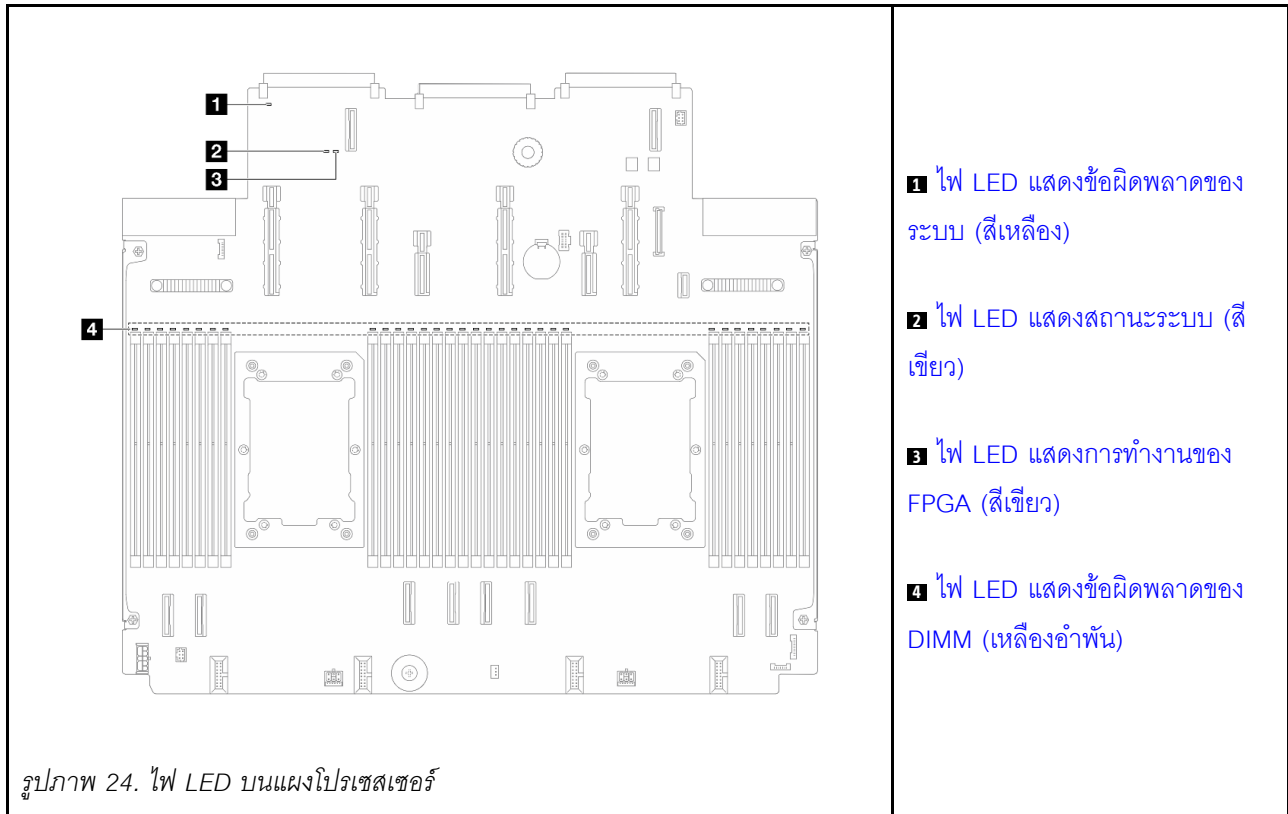 1
2
3
4
รูปภาพ 24. ไฟ LED บนแผงโปรเซสเซอร์
1 ไฟ LED แสดงข้อผิดพลาดของ
ระบบ (สีเหลือง)
2 ไฟ LED แสดงสถานะระบบ (สี
เขียว)
3 ไฟ LED แสดงการทำงานของ
FPGA (สีเขียว)
4 ไฟ LED แสดงข้อผิดพลาดของ
DIMM (เหลืองอำพัน)